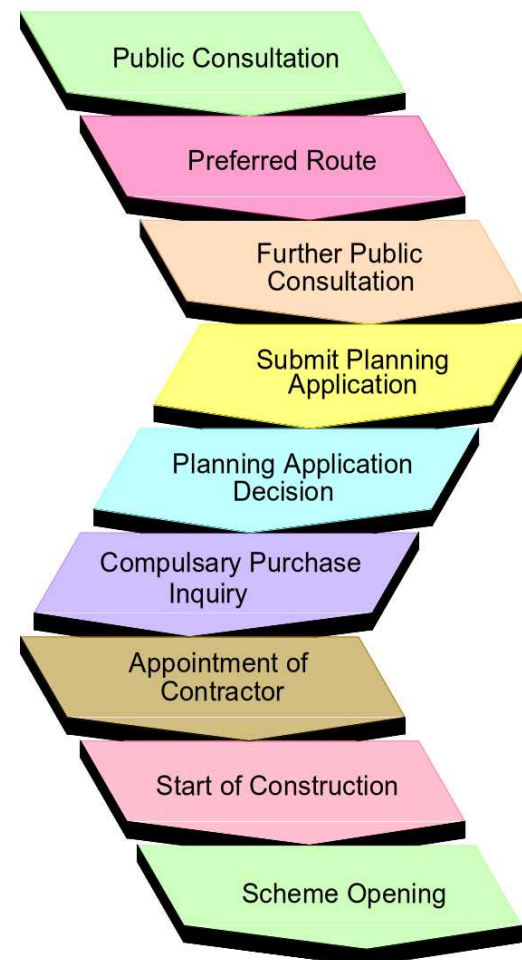 Public Consultation
Preferred Route
Further Public
Consultation
Submit Planning
Application
Planning Application
Decision
Compulsary Purchase
Inquiry
Appointment of
Contractor
Start of Construction
Scheme Opening